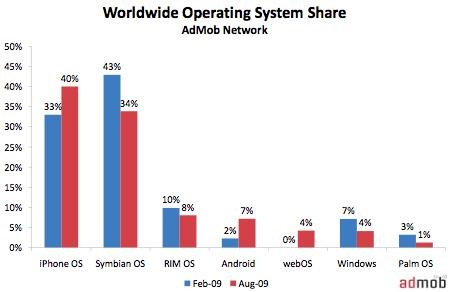 Worldwide Operating System Share
AdMob Network
50%
45%
40%
35%
30%
25%
20%
15%
10%
5%
0%
33%
40%
43%
34%
10%
8%
2%
7%
0%
4%
7%
4%
3%
1%
iPhone OS
Symbian OS
RIM OS
Android
webOS
Windows
Palm OS
Feb-09
Aug-09
admob